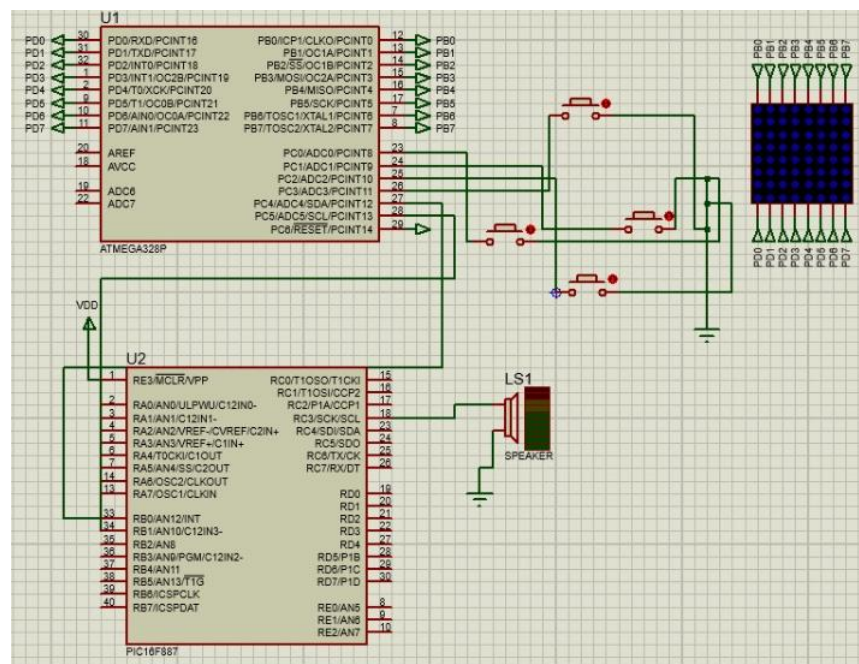 U1
PD0 30 PD0/RXD/PCINT16 PB0/ICP1/CLKO/PCINT0 12 PB0
PD1 31 PD1/TXD/PCINT17 PB1/OC1A/PCINT1 13 PB1
PD2 32 PD2/INT0/PCINT18 PB2/SS/OC1B/PCINT2 14 PB2
PD3 1 PD3/INT1/OC2B/PCINT19 PB3/MOSI/OC2A/PCINT3 15 PB3
PD4 2 PD4/T0/XCK/PCINT20 PB4/MISO/PCINT4 16 PB4
PD5 9 PD5/T1/OC0B/PCINT21 PB5/SCK/PCINT5 17 PB5
PD6 10 PD6/AIN0/OC0A/PCINT22 PB6/TOSC1/XTAL1/PCINT6 7 PB6
PD7 11 PD7/AIN1/PCINT23 PB7/TOSC2/XTAL2/PCINT7 8 PB7
20 AREF PC0/ADC0/PCINT8 23
18 AVCC PC1/ADC1/PCINT9 24
PC2/ADC2/PCINT10 25
19 ADC6 PC3/ADC3/PCINT11 26
22 ADC7 PC4/ADC4/SDA/PCINT12 27
PC5/ADC5/SCL/PCINT13 28
PC6/RESET/PCINT14 29
ATMEGA328P
PB0 PB1 PB2 PB3 PB4 PB5 PB6 PB7
PD0 PD1 PD2 PD3 PD4 PD5 PD6 PD7
VDD
U2
1 RE3/MCLR/VPP RC0/T1OSO/T1CKI 15
RC1/T1OSI/CCP2 16
2 RA0/AN0/ULPWU/C12IN0- RC2/P1A/CCP1 17
3 RA1/AN1/C12IN1- RC3/SCK/SCL 18
4 RA2/AN2/VREF-/CVREF/C2IN+ RC4/SDI/SDA 23
5 RA3/AN3/VREF+/C1IN+ RC5/SDO 24
6 RA4/T0CKI/C1OUT RC6/TX/CK 25
7 RA5/AN4/SS/C2OUT RC7/RX/DT 26
14 RA6/OSC2/CLKOUT
13 RA7/OSC1/CLKIN RD0 19
RD1 20
33 RB0/AN12/INT RD2 21
34 RB1/AN10/C12IN3- RD3 22
35 RB2/AN8 RD4 27
36 RB3/AN9/PGM/C12IN2- RD5/P1B 28
37 RB4/AN11 RD6/P1C 29
38 RB5/AN13/T1G RD7/P1D 30
39 RB6/ICSPCLK
40 RB7/ICSPDAT RE0/AN5 8
RE1/AN6 9
RE2/AN7 10
PIC16F887
LS1
SPEAKER